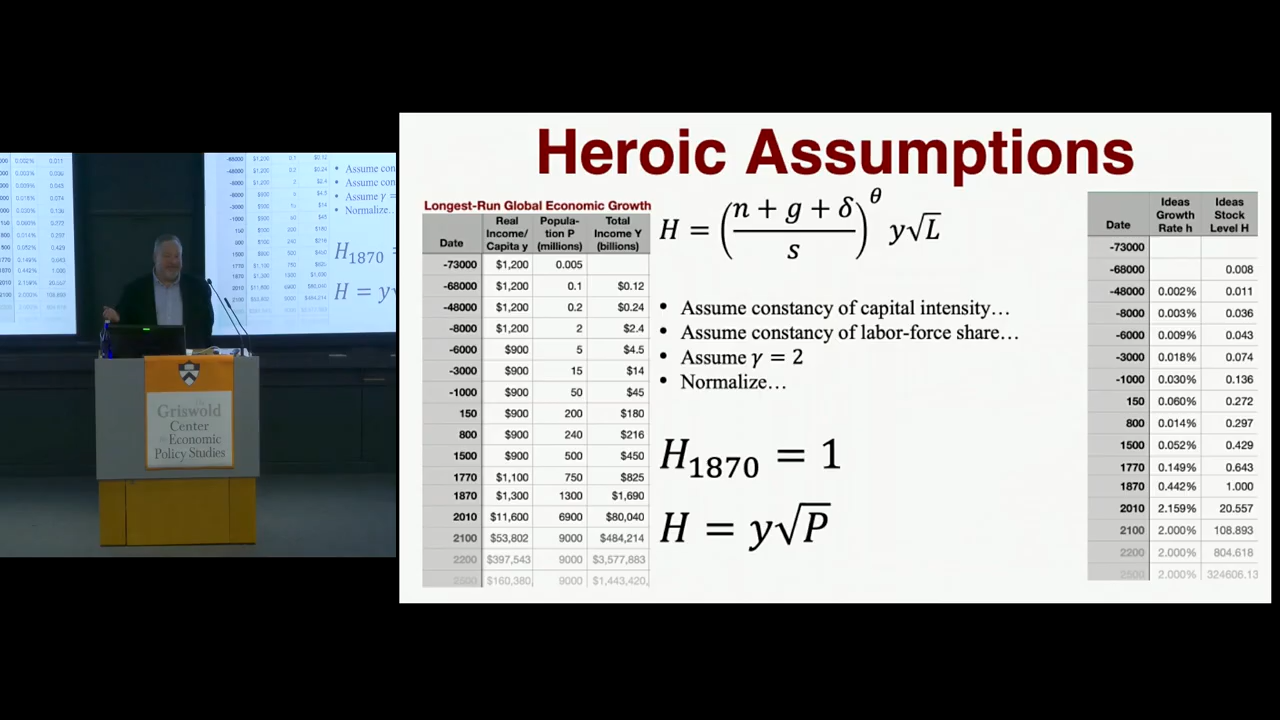 Heroic Assumptions
Longest-Run Global Economic Growth
Date Real Income/ Capita y Popula- tion P (millions) Total Income Y (billions)
-73000 $1,200 0.005
-68000 $1,200 0.1 $0.12
-48000 $1,200 0.2 $0.24
-8000 $1,200 2 $2.4
-6000 $900 5 $4.5
-3000 $900 15 $14
-1000 $900 50 $45
150 $900 200 $180
800 $900 240 $216
1500 $900 500 $450
1770 $1,100 750 $825
1870 $1,300 1300 $1,690
2010 $11,600 6900 $80,040
2100 $53,802 9000 $484,214
2200 $397,543 9000 $3,577,883
2500 $160,380, 9000 $1,443,420,
H = ((n + g + δ)/s)^θ y√L
• Assume constancy of capital intensity…
• Assume constancy of labor-force share…
• Assume γ = 2
• Normalize…
H₁₈₇₀ = 1
H = y√P
Date Ideas Growth Rate h Ideas Stock Level H
-73000
-68000 0.008
-48000 0.002% 0.011
-8000 0.003% 0.036
-6000 0.009% 0.043
-3000 0.018% 0.074
-1000 0.030% 0.136
150 0.060% 0.272
800 0.014% 0.297
1500 0.052% 0.429
1770 0.149% 0.643
1870 0.442% 1.000
2010 2.159% 20.557
2100 2.000% 108.893
2200 2.000% 804.618
2500 2.000% 324606.13
• Assume con
• Assume con
• Assume γ =
• Normalize…
H₁₈₇₀ =
H = y
Griswold
Center
Economic
Policy Studies